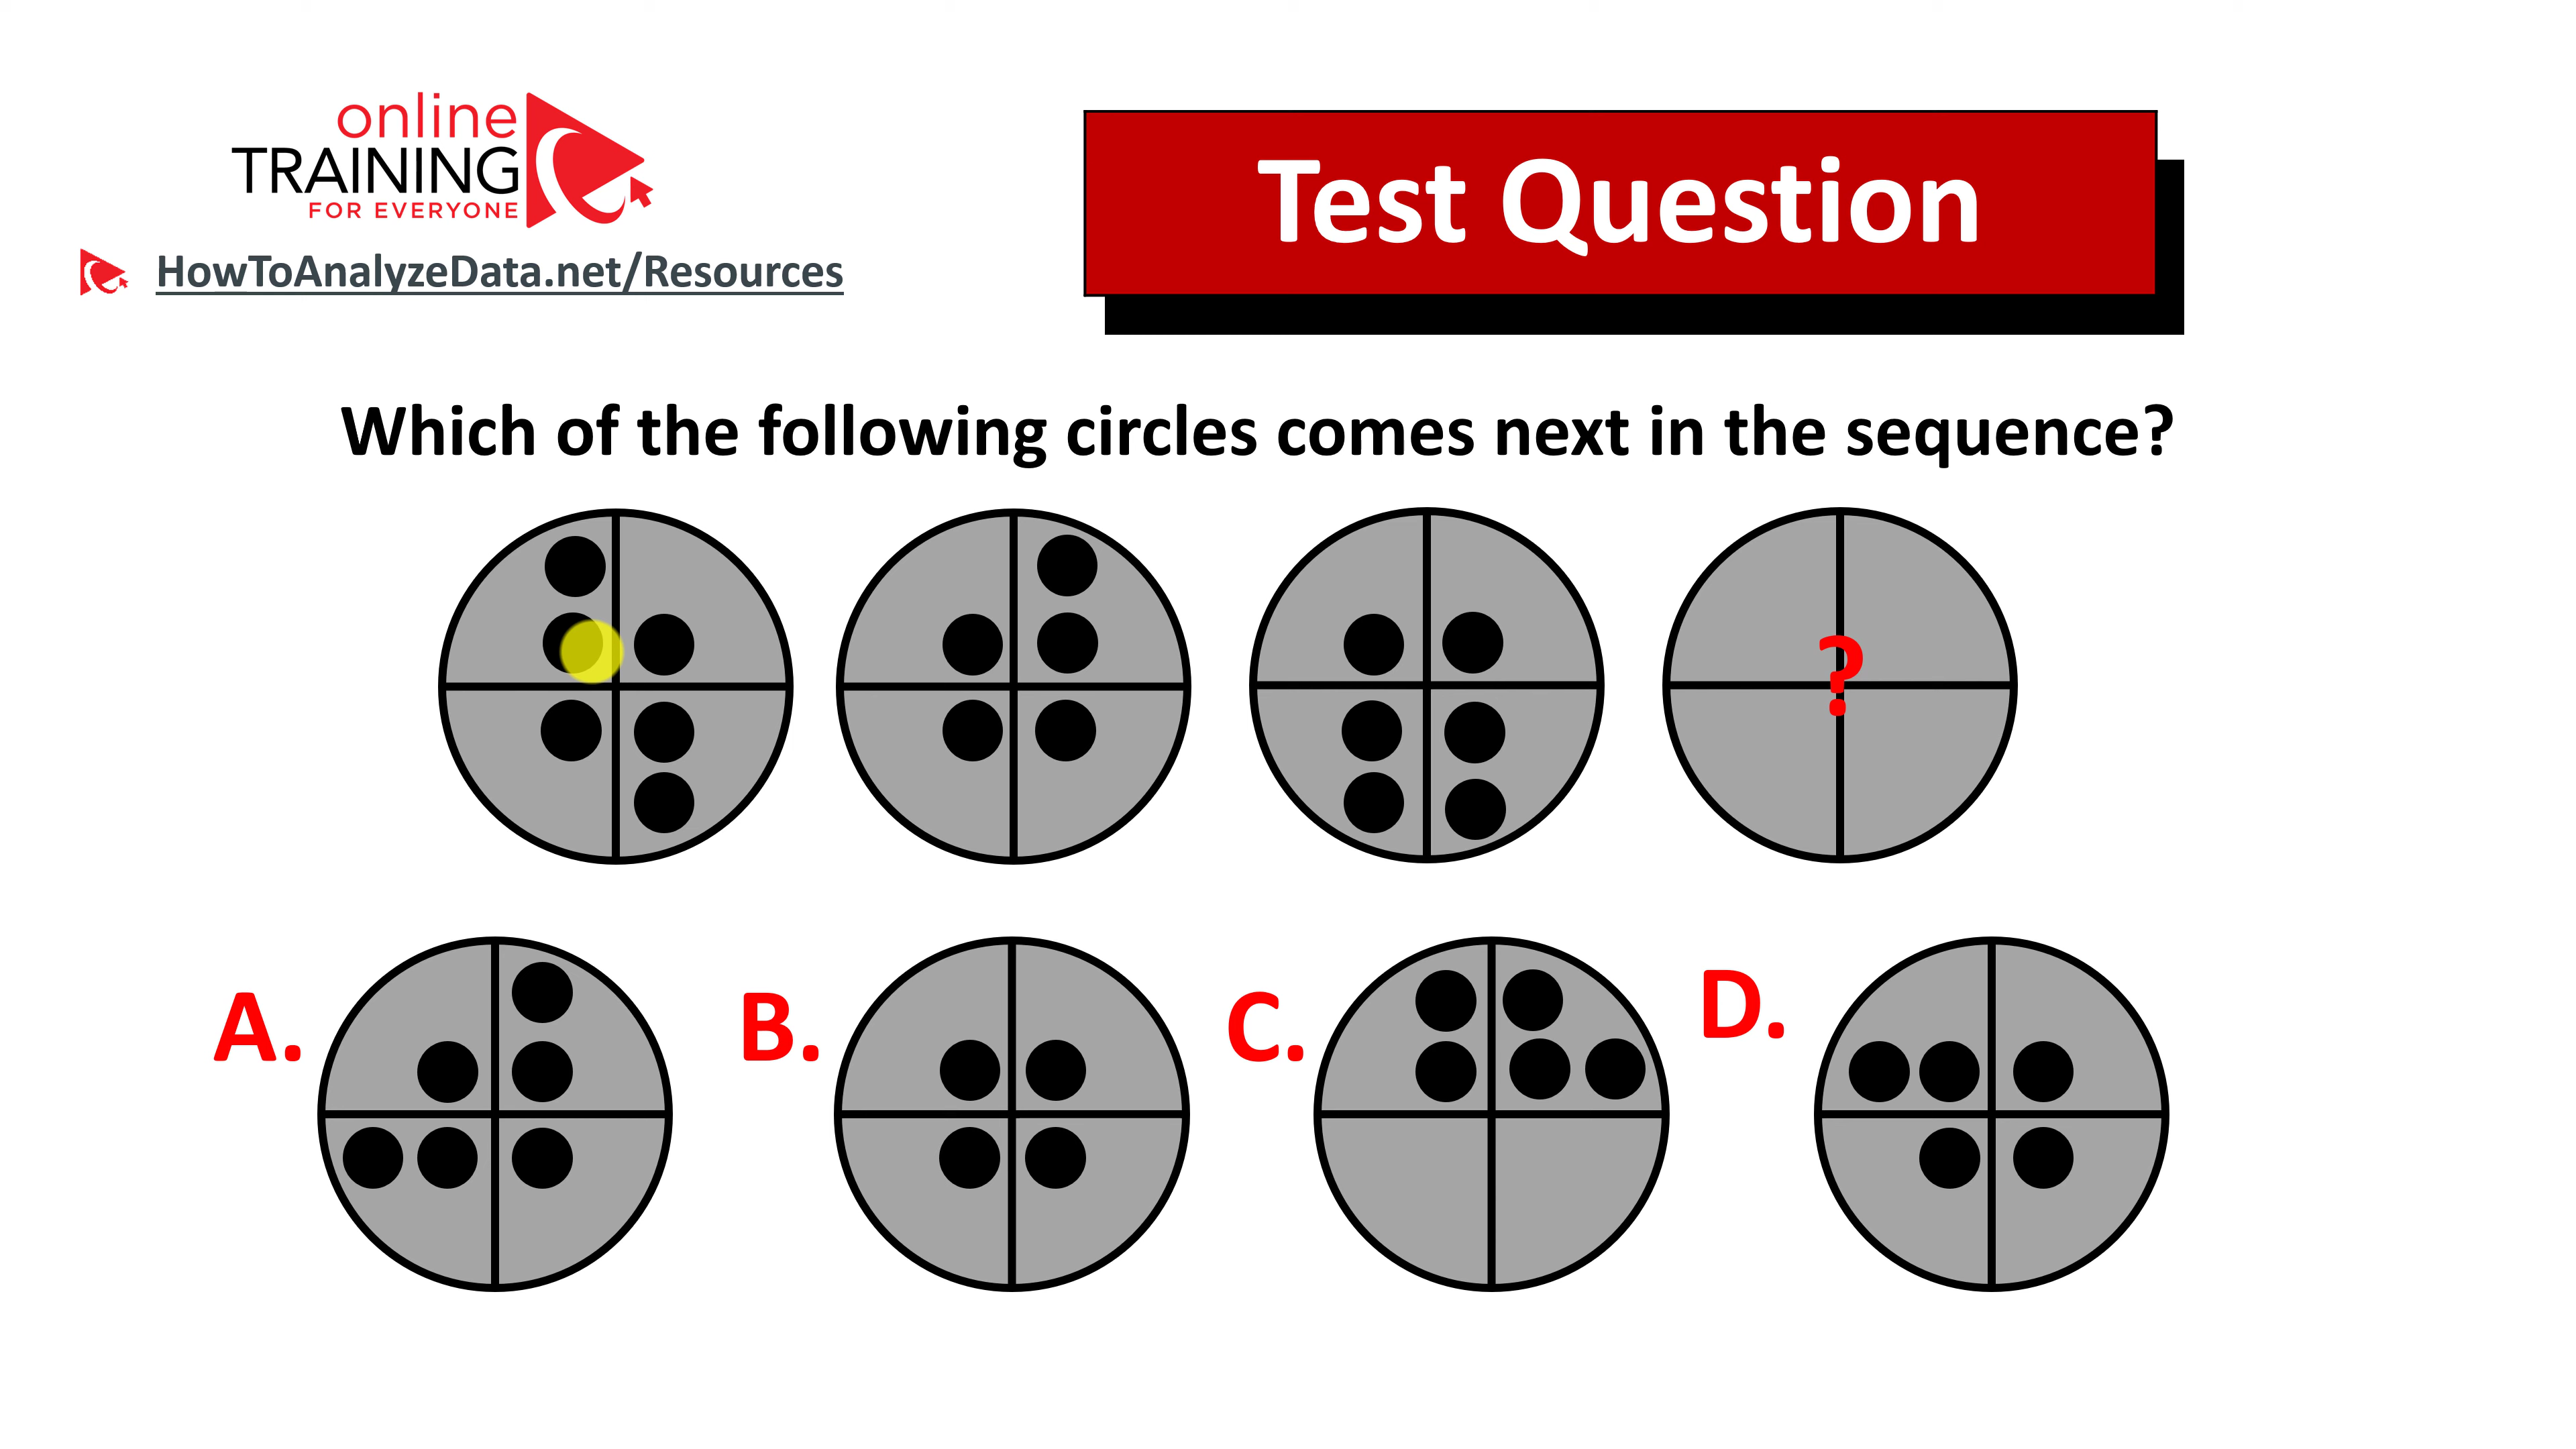 online
TRAINING
FOR EVERYONE
HowToAnalyzeData.net/Resources
Test Question
Which of the following circles comes next in the sequence?
?
A.
B.
C.
D.